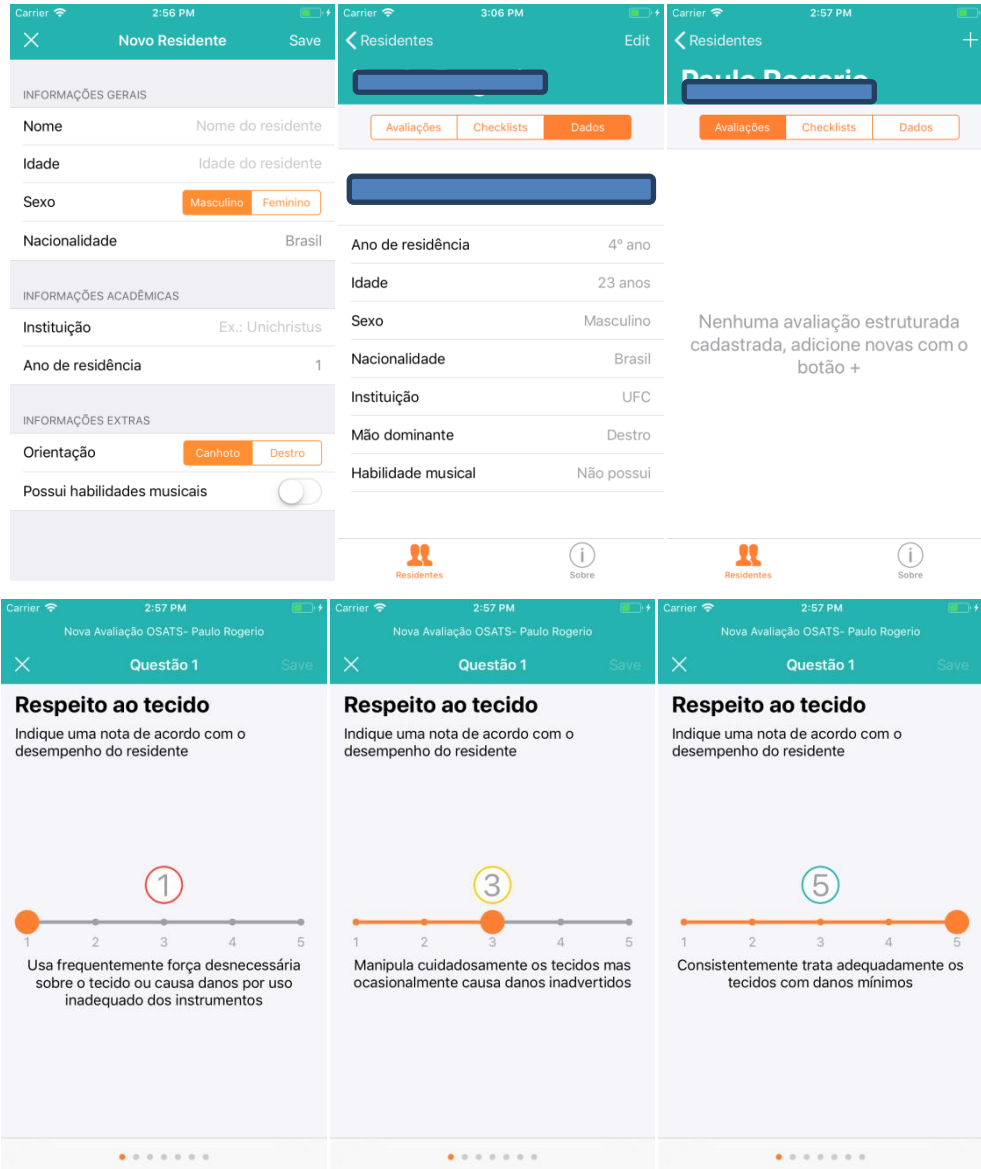 Carrier 2:56 PM
Novo Residente Save
INFORMAÇÕES GERAIS
Nome Nome do residente
Idade Idade do residente
Sexo Masculino Feminino
Nacionalidade Brasil
INFORMAÇÕES ACADÊMICAS
Instituição Ex.: Unichristus
Ano de residência 1
INFORMAÇÕES EXTRAS
Orientação Canhoto Destro
Possui habilidades musicais
Carrier 3:06 PM
Residentes Edit
Avaliações Checklists Dados
Ano de residência 4º ano
Idade 23 anos
Sexo Masculino
Nacionalidade Brasil
Instituição UFC
Mão dominante Destro
Habilidade musical Não possui
Residentes Sobre
Carrier 2:57 PM
Residentes +
Paulo Rogerio
Avaliações Checklists Dados
Nenhuma avaliação estruturada
cadastrada, adicione novas com o
botão +
Residentes Sobre
Carrier 2:57 PM
Nova Avaliação OSATS- Paulo Rogerio
Questão 1 Save
Respeito ao tecido
Indique uma nota de acordo com o
desempenho do residente
1
1 2 3 4 5
Usa frequentemente força desnecessária
sobre o tecido ou causa danos por uso
inadequado dos instrumentos
Carrier 2:57 PM
Nova Avaliação OSATS- Paulo Rogerio
Questão 1 Save
Respeito ao tecido
Indique uma nota de acordo com o
desempenho do residente
3
1 2 3 4 5
Manipula cuidadosamente os tecidos mas
ocasionalmente causa danos inadvertidos
Carrier 2:57 PM
Nova Avaliação OSATS- Paulo Rogerio
Questão 1 Save
Respeito ao tecido
Indique uma nota de acordo com o
desempenho do residente
5
1 2 3 4 5
Consistentemente trata adequadamente os
tecidos com danos mínimos